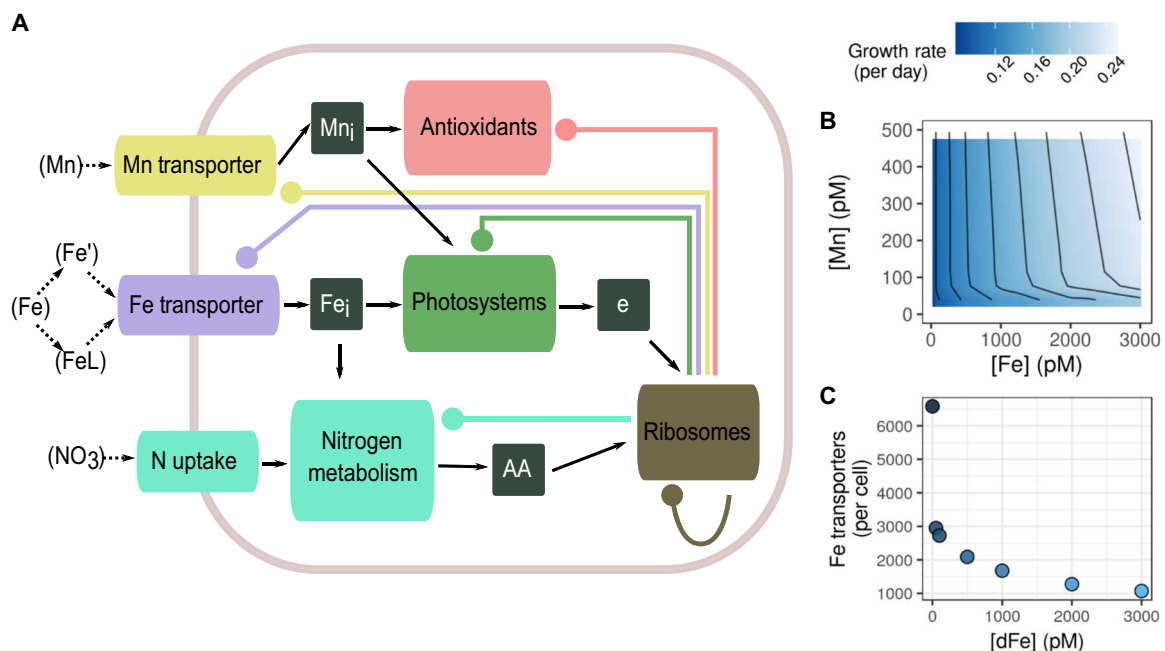 A
(Mn)
Mn transporter
Mnᵢ
Antioxidants
(Fe)
(Fe')
(FeL)
Fe transporter
Feᵢ
Photosystems
e
(NO₃)
N uptake
Nitrogen
metabolism
AA
Ribosomes
Growth rate
(per day)
0.12
0.16
0.20
0.24
B
[Mn] (pM)
500
400
300
200
100
0
0
1000
2000
3000
[Fe] (pM)
C
Fe transporters
(per cell)
6000
5000
4000
3000
2000
1000
0
1000
2000
3000
[dFe] (pM)